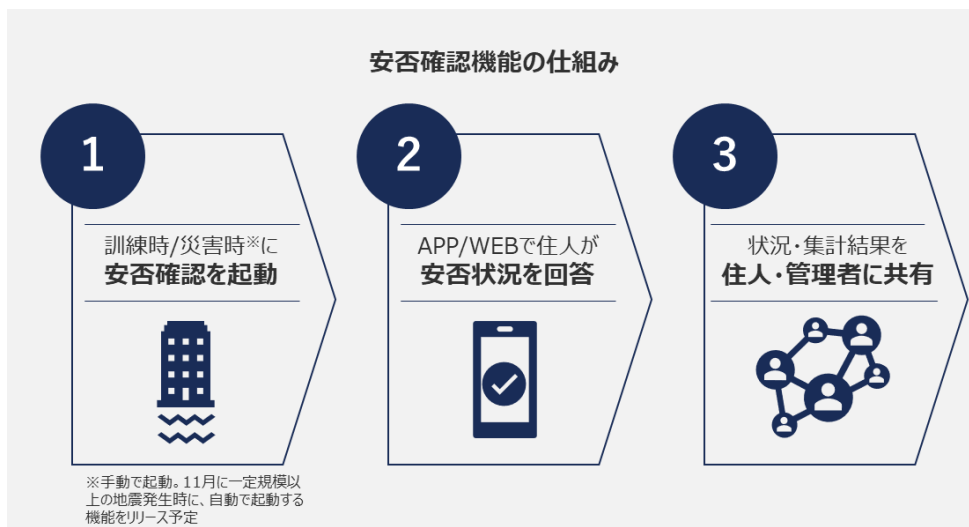 安否確認機能の仕組み
1
訓練時/災害時※に
安否確認を起動
※手動で起動。11月に一定規模以
上の地震発生時に、自動で起動する
機能をリリース予定
2
APP/WEBで住人が
安否状況を回答
3
状況・集計結果を
住人・管理者に共有